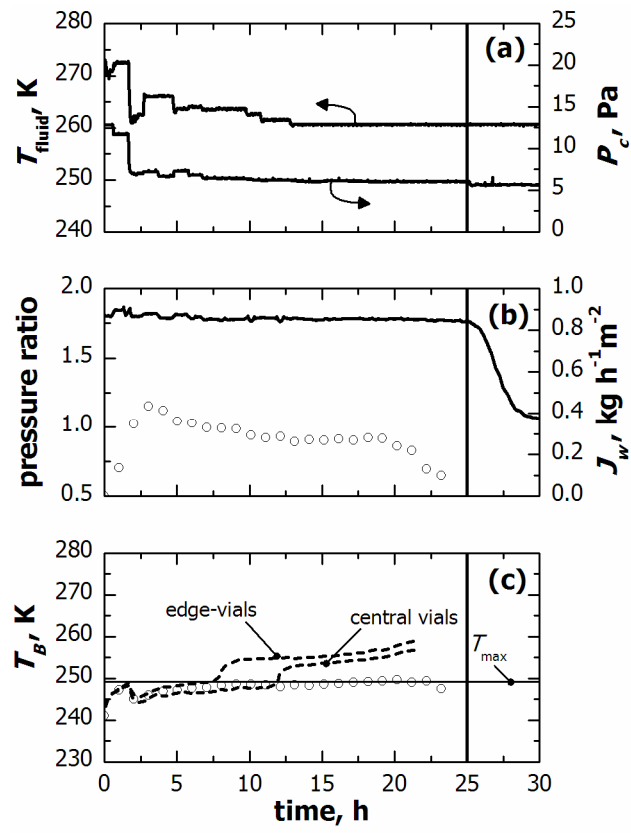 (a)
280
270
260
250
240
T_fluid, K
25
20
15
10
5
0
P_c, Pa
(b)
2.0
1.5
1.0
0.5
pressure ratio
1.0
0.8
0.6
0.4
0.2
0.0
J_w, kg h⁻¹m⁻²
(c)
280
270
260
250
240
230
T_B, K
edge-vials
central vials
T_max
0 5 10 15 20 25 30
time, h